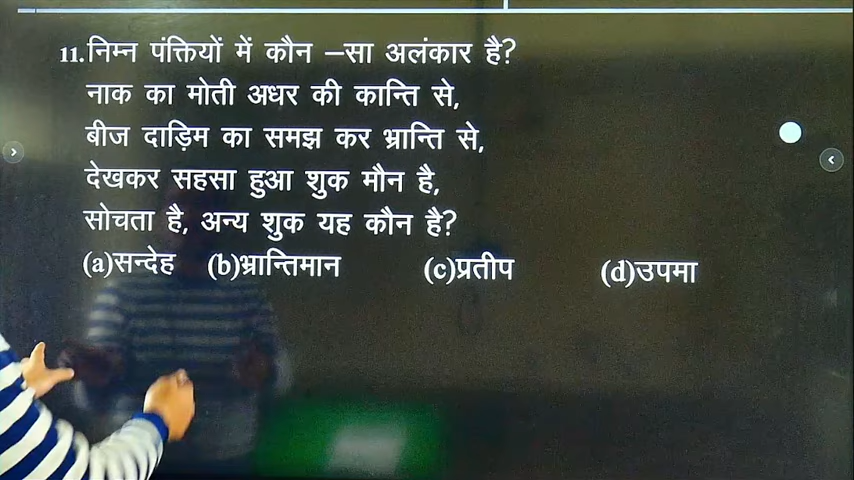 11.निम्न पंक्तियों में कौन –सा अलंकार है?
नाक का मोती अधर की कान्ति से,
बीज दाड़िम का समझ कर भ्रान्ति से,
देखकर सहसा हुआ शुक मौन है,
सोचता है, अन्य शुक यह कौन है?
(a)सन्देह (b)भ्रान्तिमान (c)प्रतीप (d)उपमा